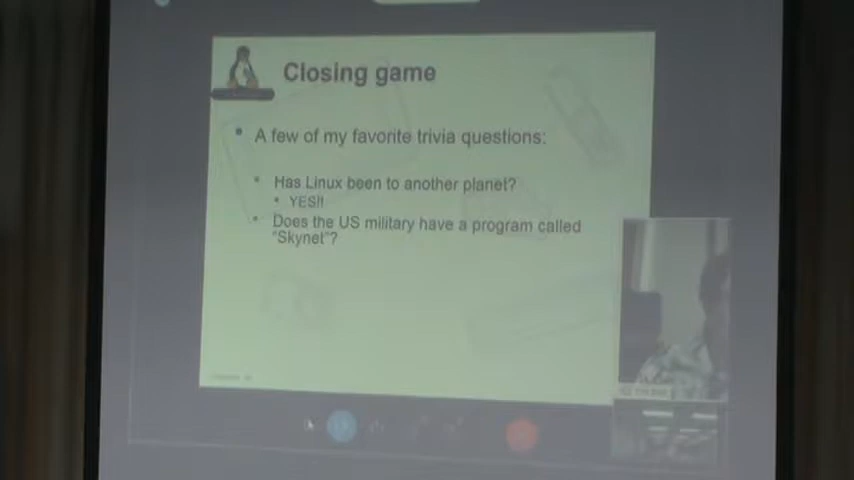 Closing game
A few of my favorite trivia questions:
Has Linux been to another planet?
YES!!
Does the US military have a program called
"Skynet"?